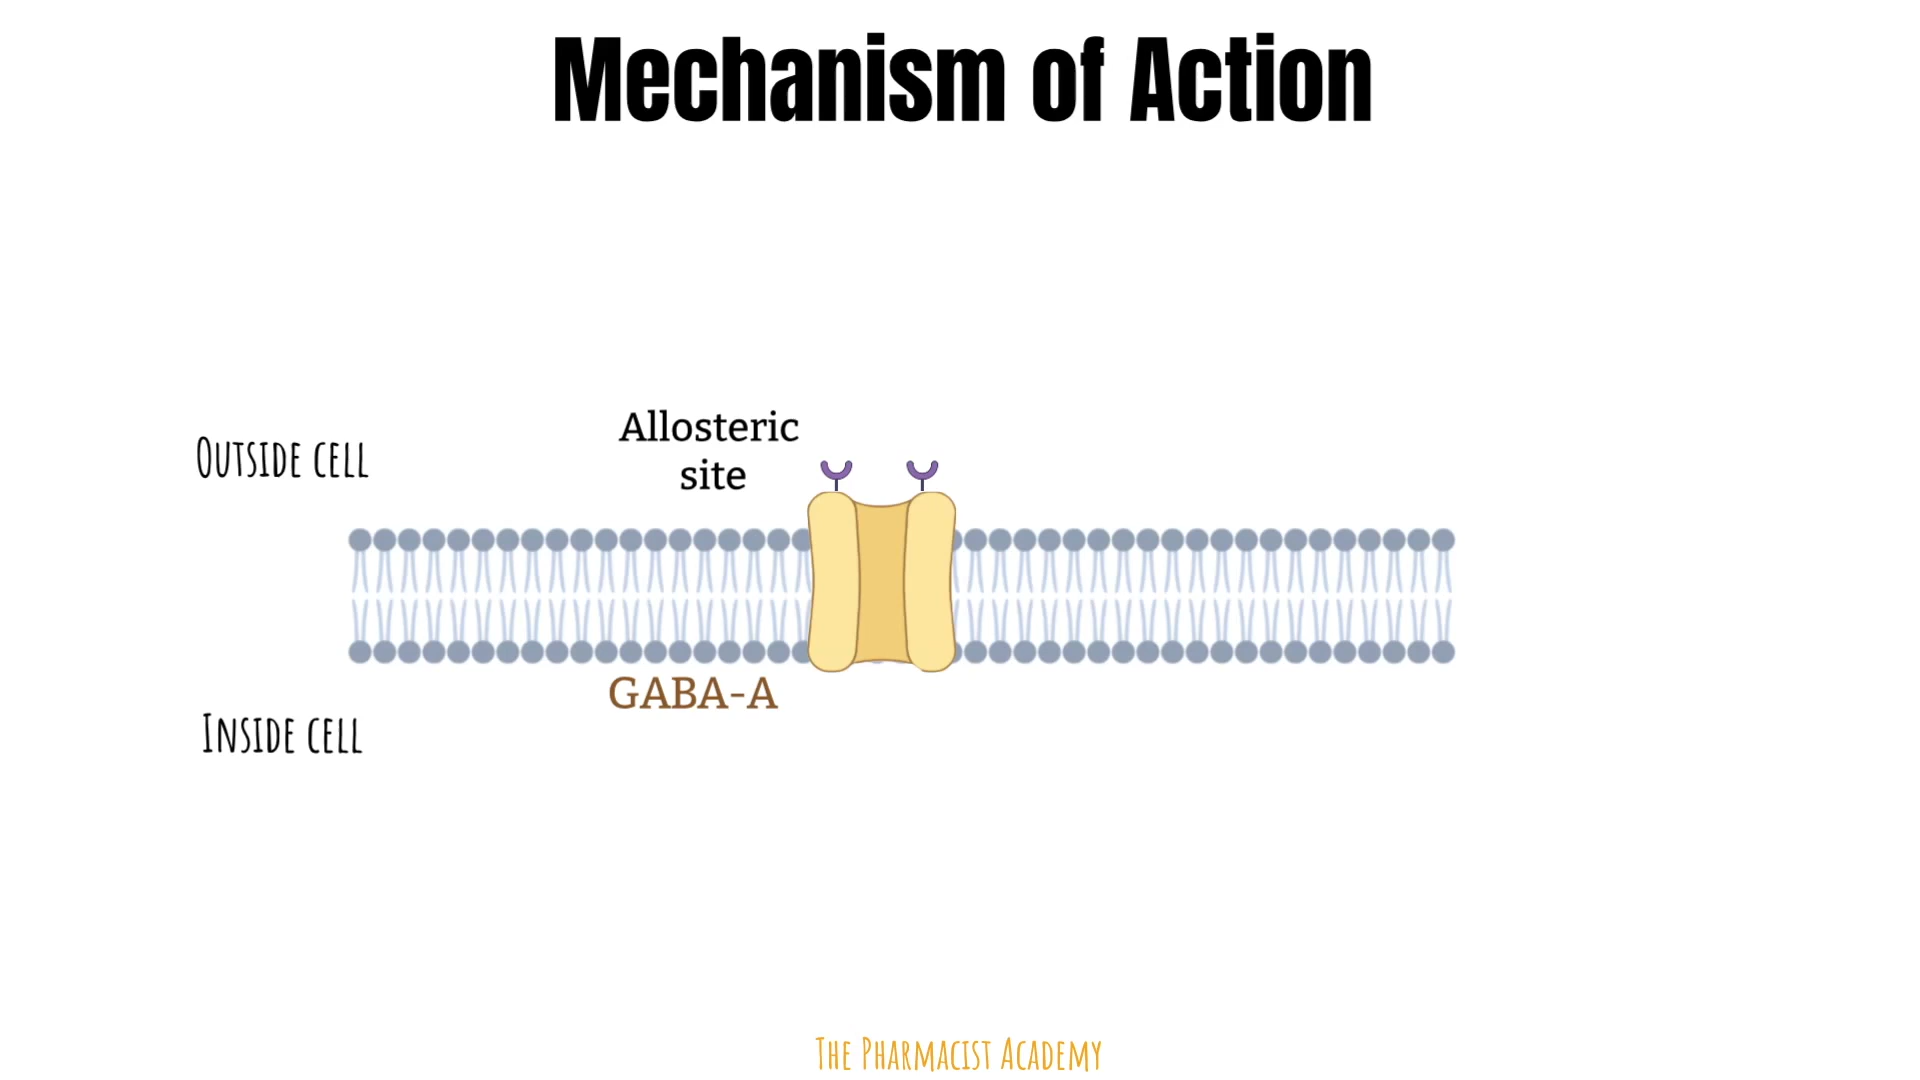 Mechanism of Action
Allosteric
site
Outside cell
GABA-A
Inside cell
The Pharmacist Academy